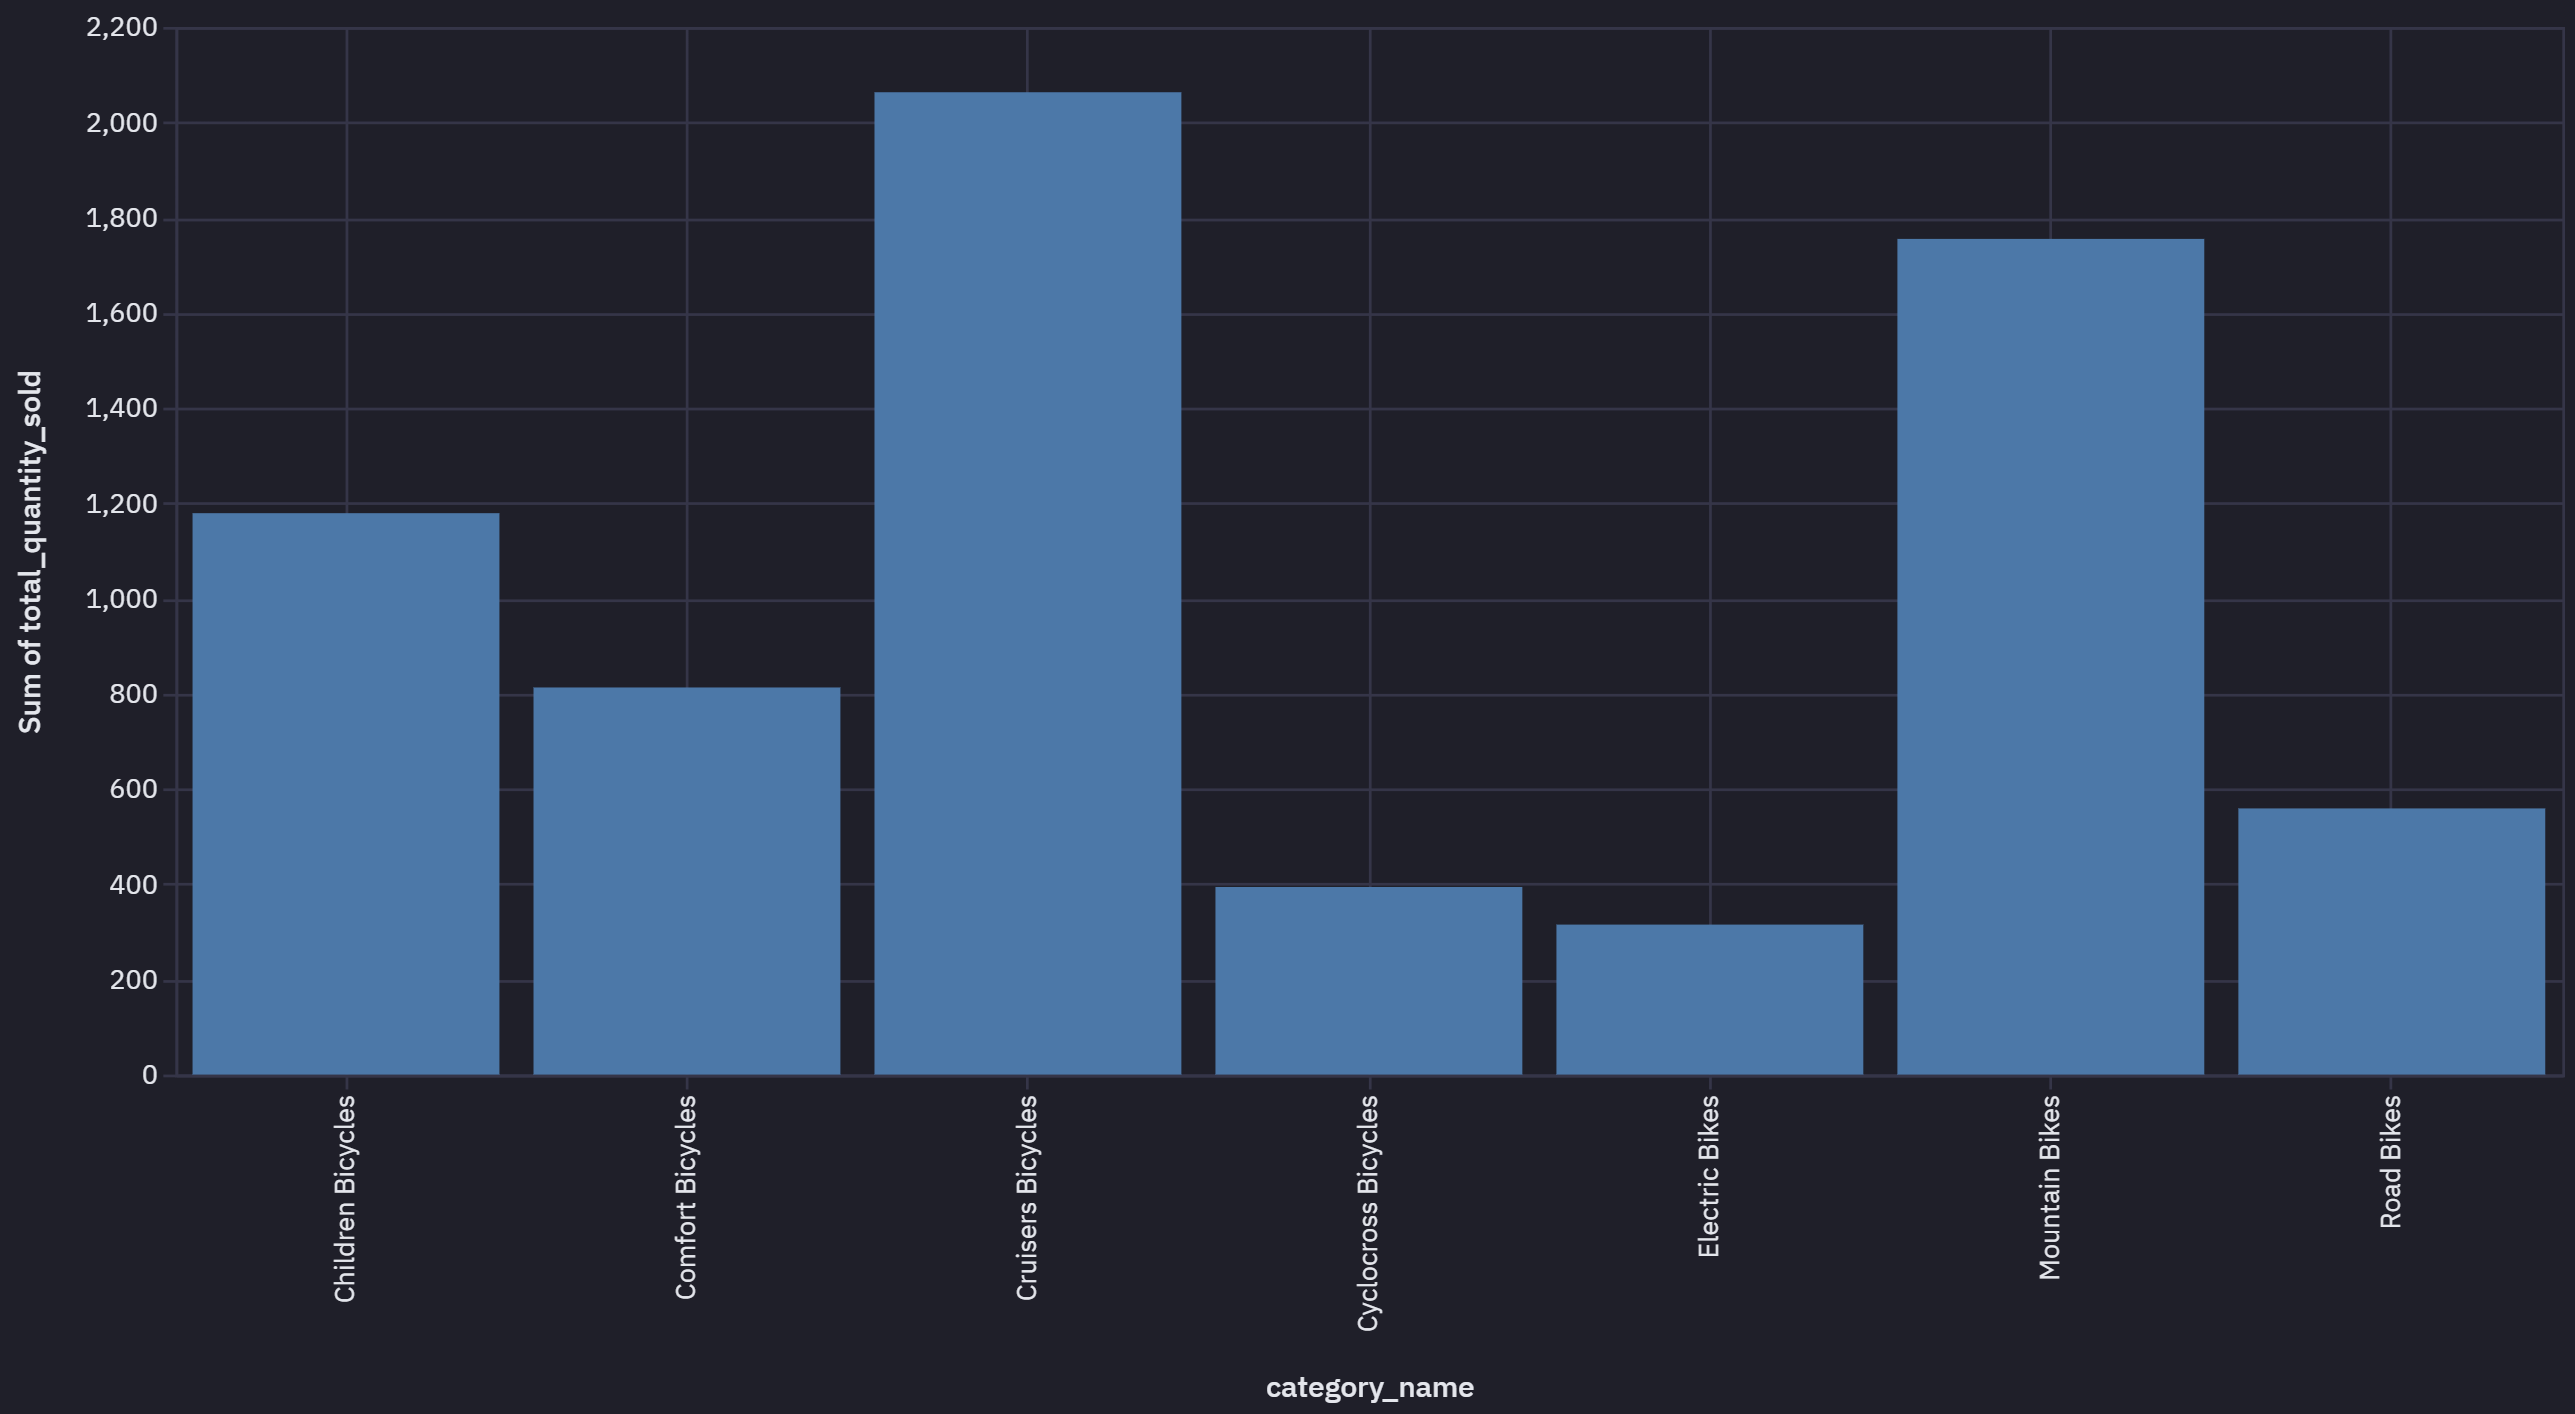 2,200
2,000
1,800
1,600
1,400
1,200
1,000
800
600
400
200
0
Sum of total_quantity_sold
Children Bicycles
Comfort Bicycles
Cruisers Bicycles
Cyclocross Bicycles
Electric Bikes
Mountain Bikes
Road Bikes
category_name